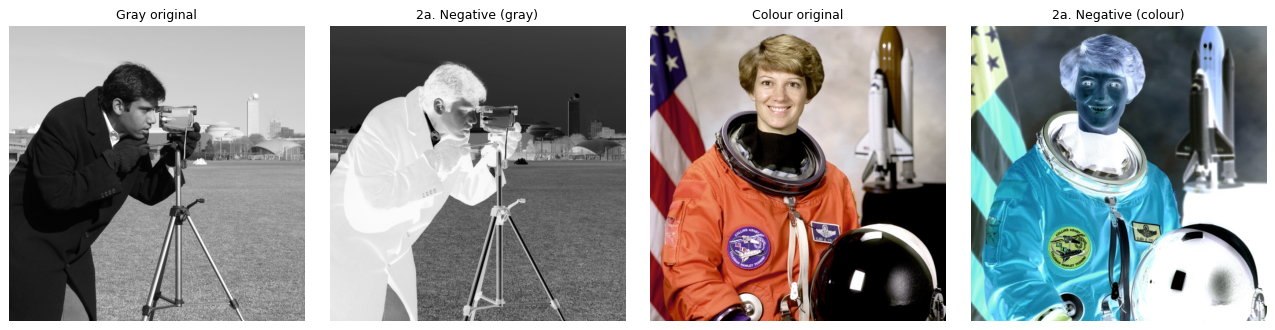 Gray original
2a. Negative (gray)
Colour original
2a. Negative (colour)